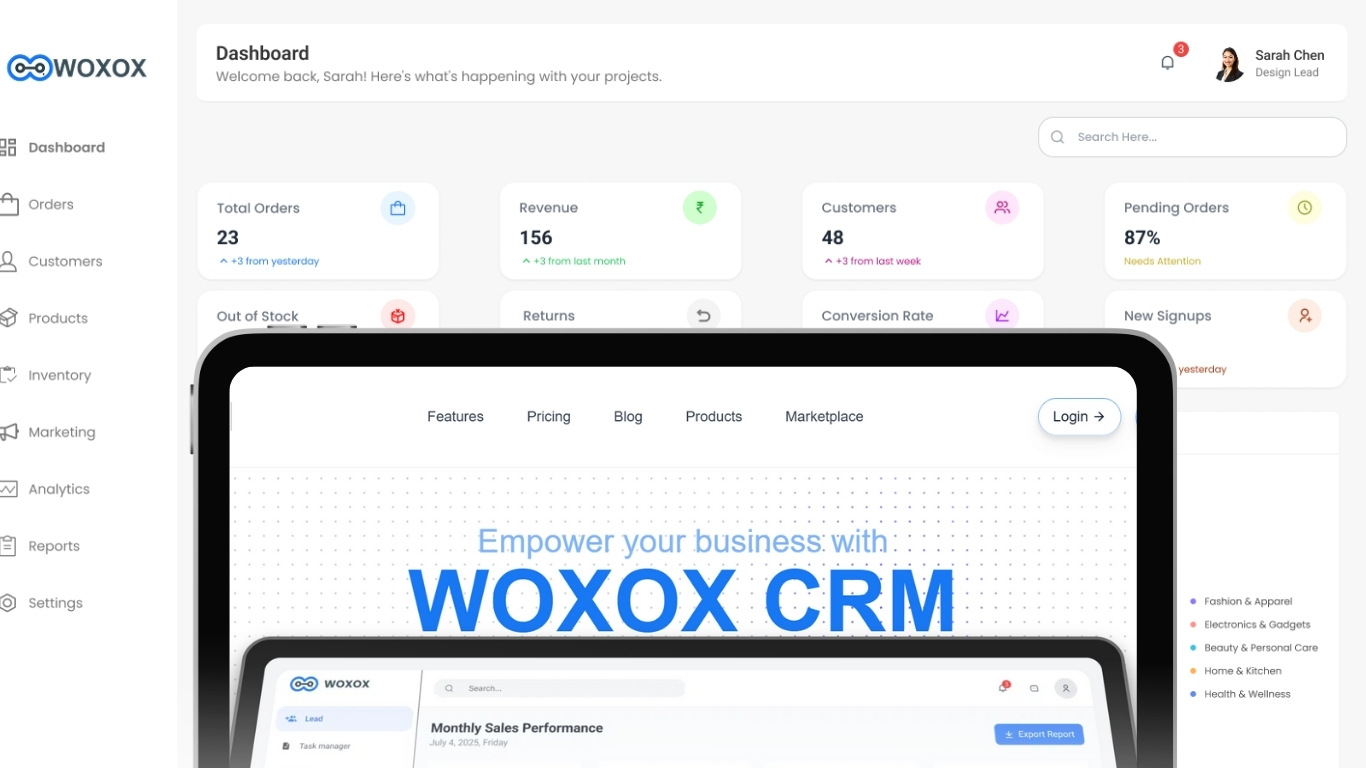 WOXOX
Dashboard
Orders
Customers
Products
Inventory
Marketing
Analytics
Reports
Settings
Dashboard
Welcome back, Sarah! Here's what's happening with your projects.
3
Sarah Chen
Design Lead
Search Here...
Total Orders
23
+3 from yesterday
Revenue
₹
156
+3 from last month
Customers
48
+3 from last week
Pending Orders
87%
Needs Attention
Out of Stock
Returns
Conversion Rate
New Signups
yesterday
Features
Pricing
Blog
Products
Marketplace
Login →
Empower your business with
WOXOX CRM
WOXOX
Lead
Task manager
Search...
Monthly Sales Performance
July 4, 2025, Friday
Export Report
Fashion & Apparel
Electronics & Gadgets
Beauty & Personal Care
Home & Kitchen
Health & Wellness